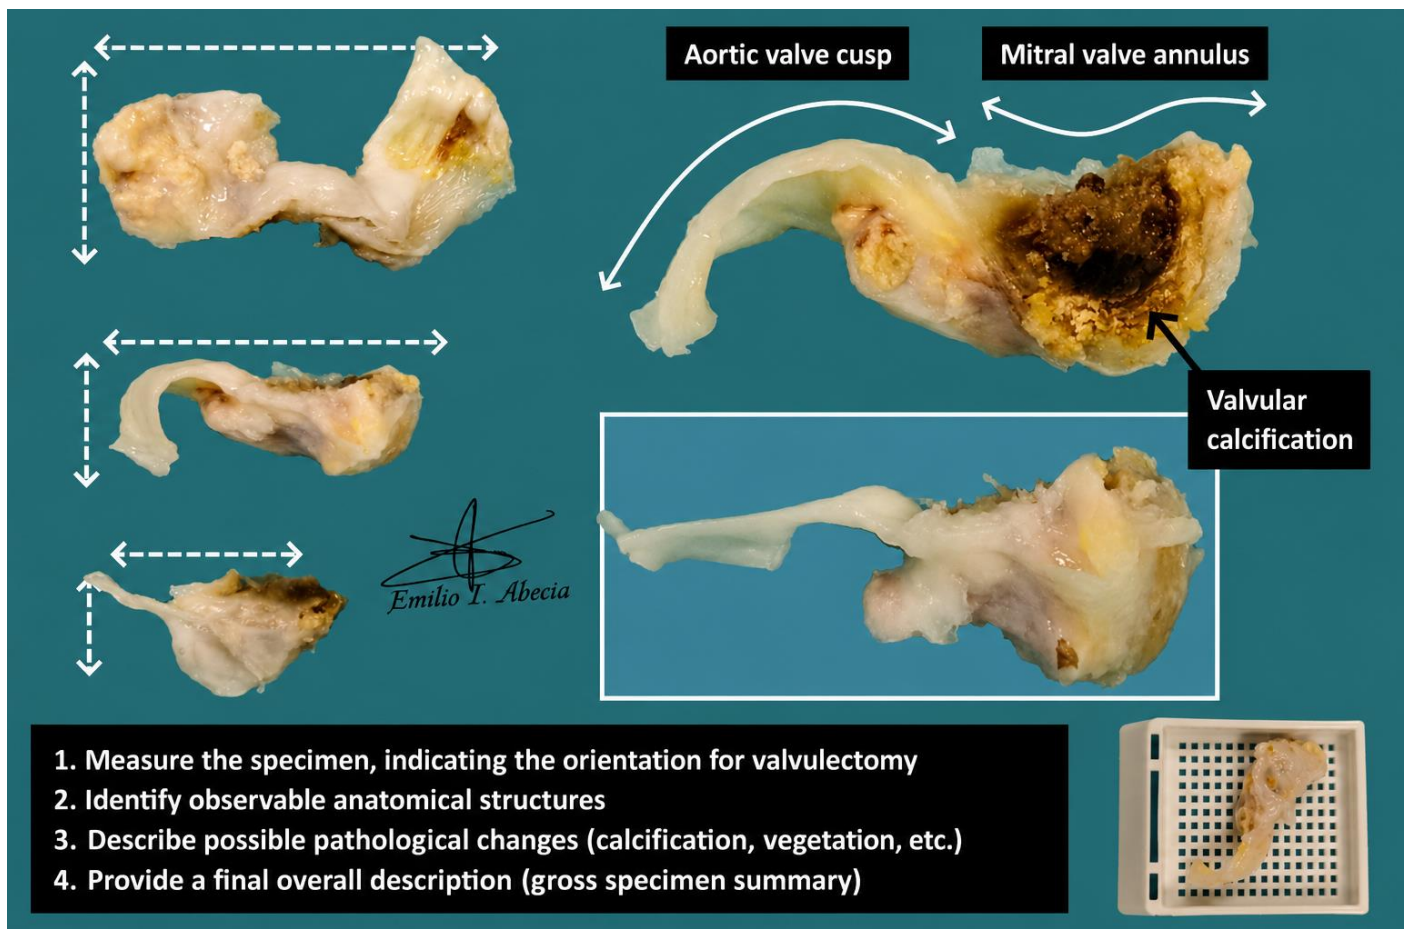 Aortic valve cusp
Mitral valve annulus
Valvular
calcification
Emilio I. Abecia
1. Measure the specimen, indicating the orientation for valvulectomy
2. Identify observable anatomical structures
3. Describe possible pathological changes (calcification, vegetation, etc.)
4. Provide a final overall description (gross specimen summary)